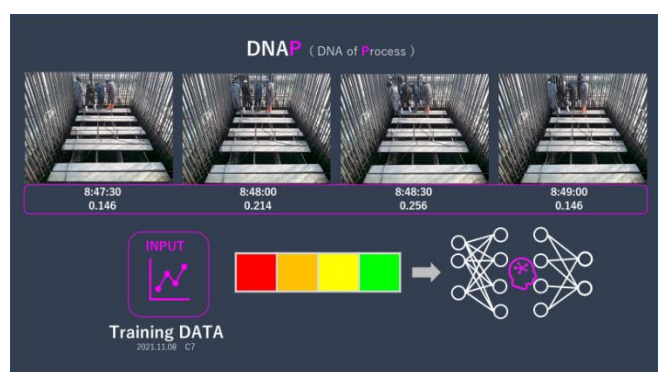 DNAP ( DNA of Process )
8:47:30 8:48:00 8:48:30 8:49:00
0.146 0.214 0.256 0.146
INPUT
Training DATA
2021.11.08 C7